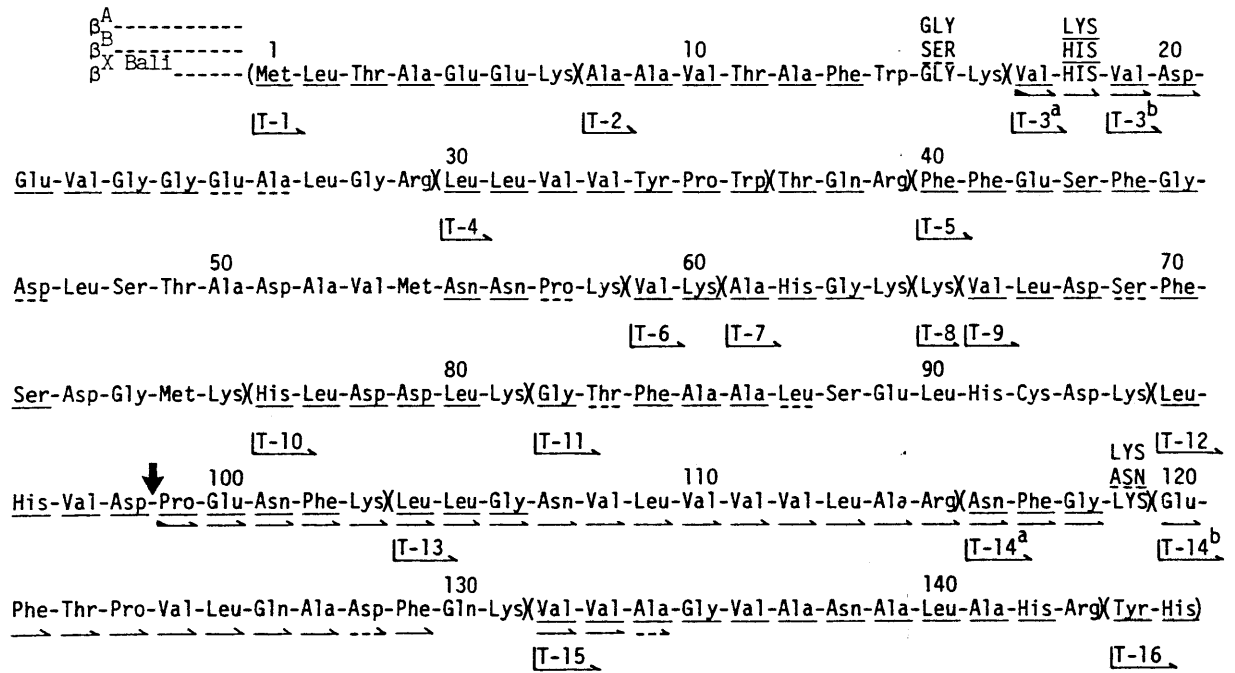 βA------------ GLY LYS
βB------------ 1 10 SER HIS 20
βX Bali------(Met-Leu-Thr-Ala-Glu-Glu-Lys)(Ala-Ala-Val-Thr-Ala-Phe-Trp-GLY-Lys)(Val-HIS-Val-Asp-
T-1 T-2 T-3a T-3b
30 40
Glu-Val-Gly-Gly-Glu-Ala-Leu-Gly-Arg)(Leu-Leu-Val-Val-Tyr-Pro-Trp)(Thr-Gln-Arg)(Phe-Phe-Glu-Ser-Phe-Gly-
T-4 T-5
50 60 70
Asp-Leu-Ser-Thr-Ala-Asp-Ala-Val-Met-Asn-Asn-Pro-Lys)(Val-Lys)(Ala-His-Gly-Lys)(Lys)(Val-Leu-Asp-Ser-Phe-
T-6 T-7 T-8 T-9
80 90
Ser-Asp-Gly-Met-Lys)(His-Leu-Asp-Asp-Leu-Lys)(Gly-Thr-Phe-Ala-Ala-Leu-Ser-Glu-Leu-His-Cys-Asp-Lys)(Leu-
T-10 T-11 T-12
LYS
100 110 ASN 120
His-Val-Asp-Pro-Glu-Asn-Phe-Lys)(Leu-Leu-Gly-Asn-Val-Leu-Val-Val-Val-Leu-Ala-Arg)(Asn-Phe-Gly-LYS)(Glu-
T-13 T-14a T-14b
130 140
Phe-Thr-Pro-Val-Leu-Gln-Ala-Asp-Phe-Gln-Lys)(Val-Val-Ala-Gly-Val-Ala-Asn-Ala-Leu-Ala-His-Arg)(Tyr-His)
T-15 T-16